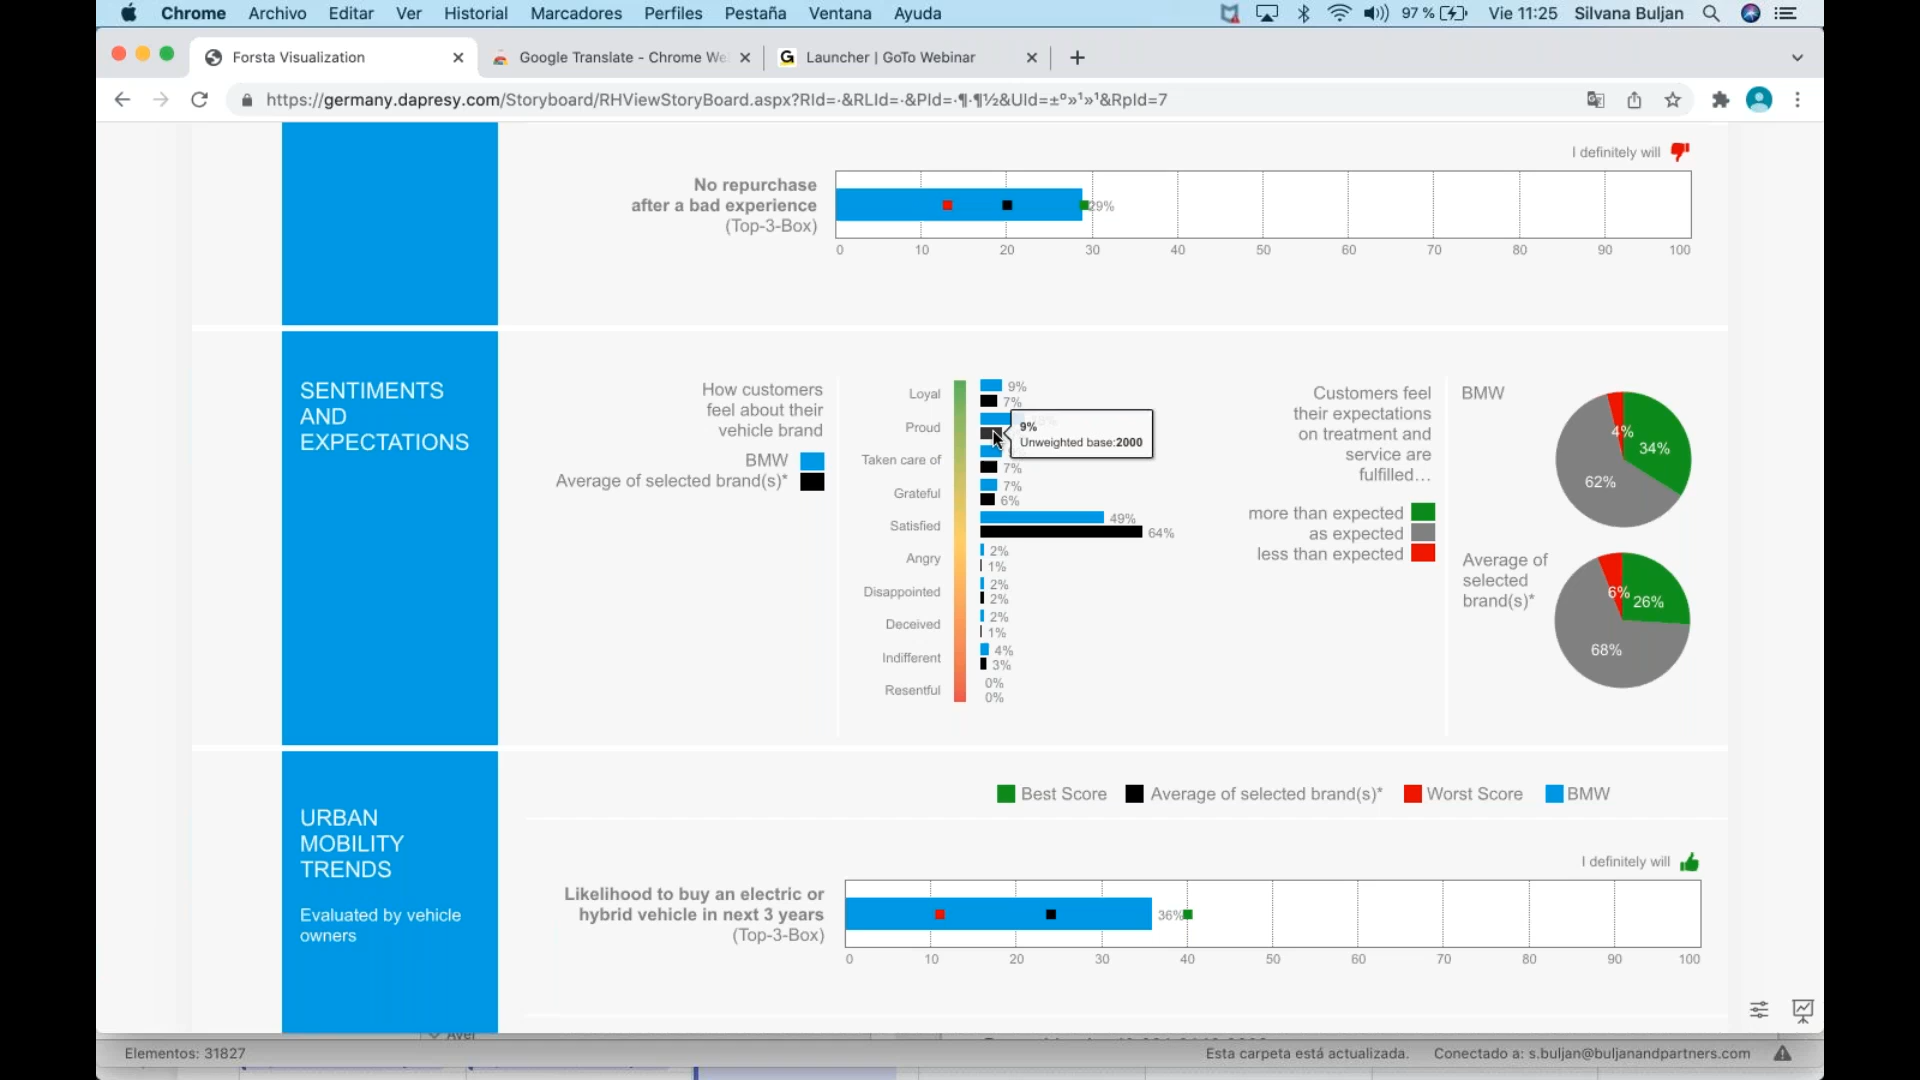 Chrome Archivo Editar Ver Historial Marcadores Perfiles Pestaña Ventana Ayuda 97 % Vie 11:25 Silvana Buljan
Forsta Visualization Google Translate - Chrome We Launcher | GoTo Webinar
https://germany.dapresy.com/Storyboard/RHViewStoryBoard.aspx?RId=·&RLId=·&PId=·¶·¶½&UId=±º»¹»¹&RpId=7
I definitely will
No repurchase
after a bad experience
(Top-3-Box)
29%
0 10 20 30 40 50 60 70 80 90 100
SENTIMENTS
AND
EXPECTATIONS
How customers
feel about their
vehicle brand
BMW
Average of selected brand(s)*
Loyal 9%
7%
Proud
9%
Unweighted base:2000
Taken care of
7%
Grateful 7%
6%
Satisfied 49%
64%
Angry 2%
1%
Disappointed 2%
2%
Deceived 2%
1%
Indifferent 4%
3%
Resentful 0%
0%
Customers feel
their expectations
on treatment and
service are
fulfilled…
more than expected
as expected
less than expected
BMW
4%
34%
62%
Average of
selected
brand(s)*
6%
26%
68%
URBAN
MOBILITY
TRENDS
Evaluated by vehicle
owners
Best Score Average of selected brand(s)* Worst Score BMW
I definitely will
Likelihood to buy an electric or
hybrid vehicle in next 3 years
(Top-3-Box)
36%
0 10 20 30 40 50 60 70 80 90 100
Elementos: 31827 Esta carpeta está actualizada. Conectado a: s.buljan@buljanandpartners.com